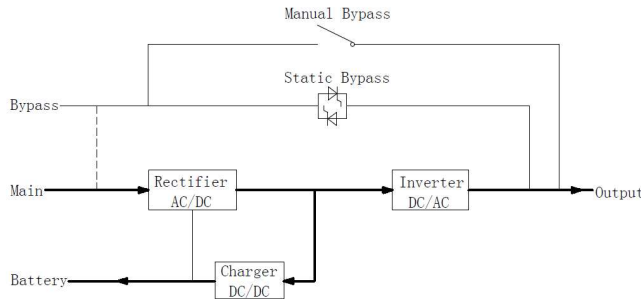 Manual Bypass
Static Bypass
Bypass
Main
Rectifier
AC/DC
Inverter
DC/AC
Output
Battery
Charger
DC/DC